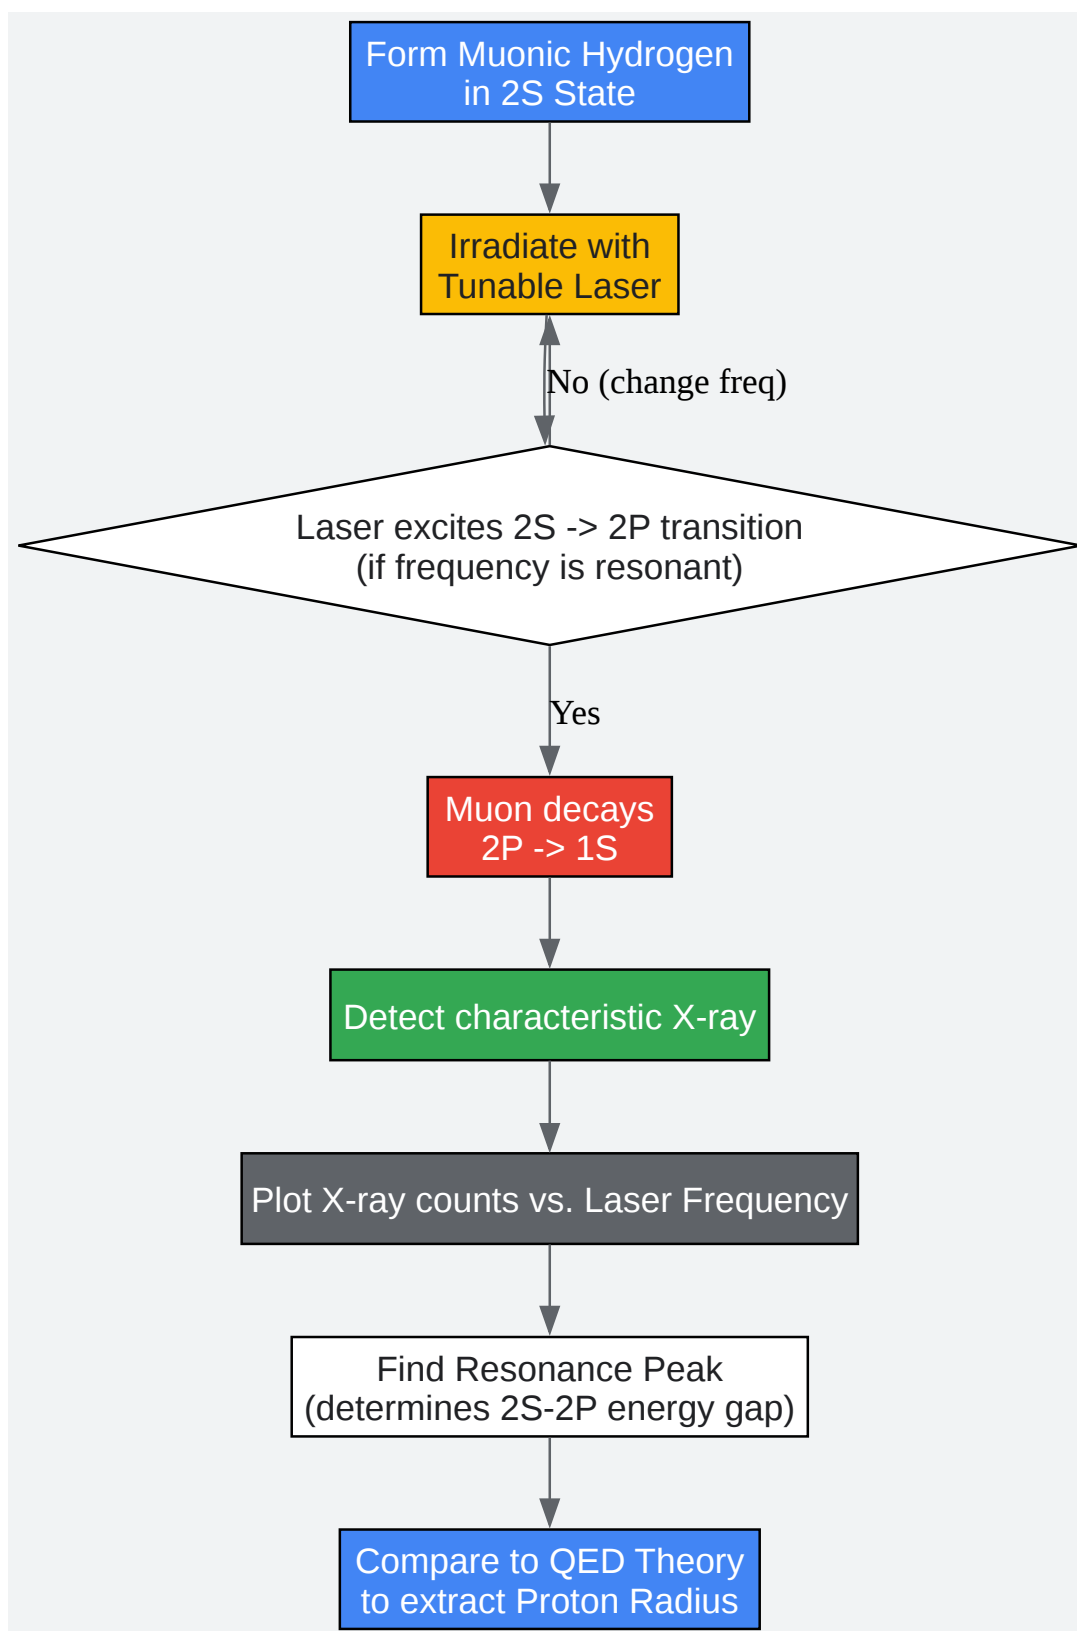 Form Muonic Hydrogen
in 2S State
Irradiate with
Tunable Laser
No (change freq)
Laser excites 2S -> 2P transition
(if frequency is resonant)
Yes
Muon decays
2P -> 1S
Detect characteristic X-ray
Plot X-ray counts vs. Laser Frequency
Find Resonance Peak
(determines 2S-2P energy gap)
Compare to QED Theory
to extract Proton Radius